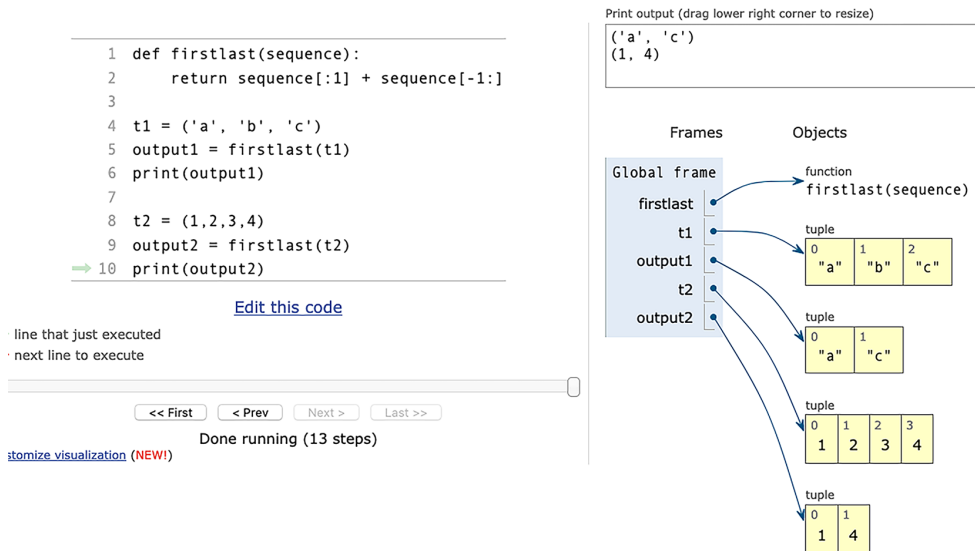 1 def firstlast(sequence):
2     return sequence[:1] + sequence[-1:]
3
4 t1 = ('a', 'b', 'c')
5 output1 = firstlast(t1)
6 print(output1)
7
8 t2 = (1,2,3,4)
9 output2 = firstlast(t2)
10 print(output2)
Edit this code
line that just executed
next line to execute
<< First < Prev Next > Last >>
Done running (13 steps)
stomize visualization (NEW!)
Print output (drag lower right corner to resize)
('a', 'c')
(1, 4)
Frames Objects
Global frame
firstlast
t1
output1
t2
output2
function
firstlast(sequence)
tuple
0 1 2
"a" "b" "c"
tuple
0 1
"a" "c"
tuple
0 1 2 3
1 2 3 4
tuple
0 1
1 4